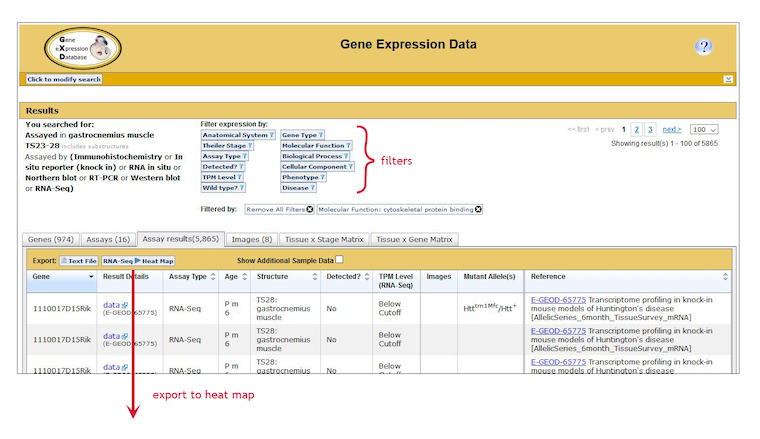 Gene
eXpression
Database
Gene Expression Data
?
Click to modify search
Results
You searched for:
Assayed in gastrocnemius muscle
TS23-28 includes substructures
Assayed by (Immunohistochemistry or In
situ reporter (knock in) or RNA in situ or
Northern blot or RT-PCR or Western blot
or RNA-Seq)
Filter expression by:
Anatomical System
Gene Type
Theiler Stage
Molecular Function
Assay Type
Biological Process
Detected?
Cellular Component
TPM Level
Phenotype
Wild type?
Disease
filters
<< first < prev 1 2 3 next > 100
Showing result(s) 1 - 100 of 5865
Filtered by: Remove All Filters Molecular Function: cytoskeletal protein binding
Genes (974) Assays (16) Assay results(5,865) Images (8) Tissue x Stage Matrix Tissue x Gene Matrix
Export: Text File RNA-Seq Heat Map Show Additional Sample Data
Gene Result Details Assay Type Age Structure Detected? TPM Level
(RNA-Seq) Images Mutant Allele(s) Reference
1110017D15Rik data
(E-GEOD-65775) RNA-Seq P m
6 TS28:
gastrocnemius
muscle No Below
Cutoff Htttm1Mfc/Htt+ E-GEOD-65775 Transcriptome profiling in knock-in
mouse models of Huntington's disease
[AllelicSeries_6month_TissueSurvey_mRNA]
1110017D15Rik data
(E-GEOD-65775) RNA-Seq P m
6 TS28:
gastrocnemius
muscle No Below
Cutoff E-GEOD-65775 Transcriptome profiling in knock-in
mouse models of Huntington's disease
[AllelicSeries_6month_TissueSurvey_mRNA]
1110017D15Rik data
(E-GEOD-65775) RNA-Seq P m
6 TS28:
gastrocnemius No Below
Cutoff E-GEOD-65775 Transcriptome profiling in knock-in
mouse models of Huntington's disease
export to heat map